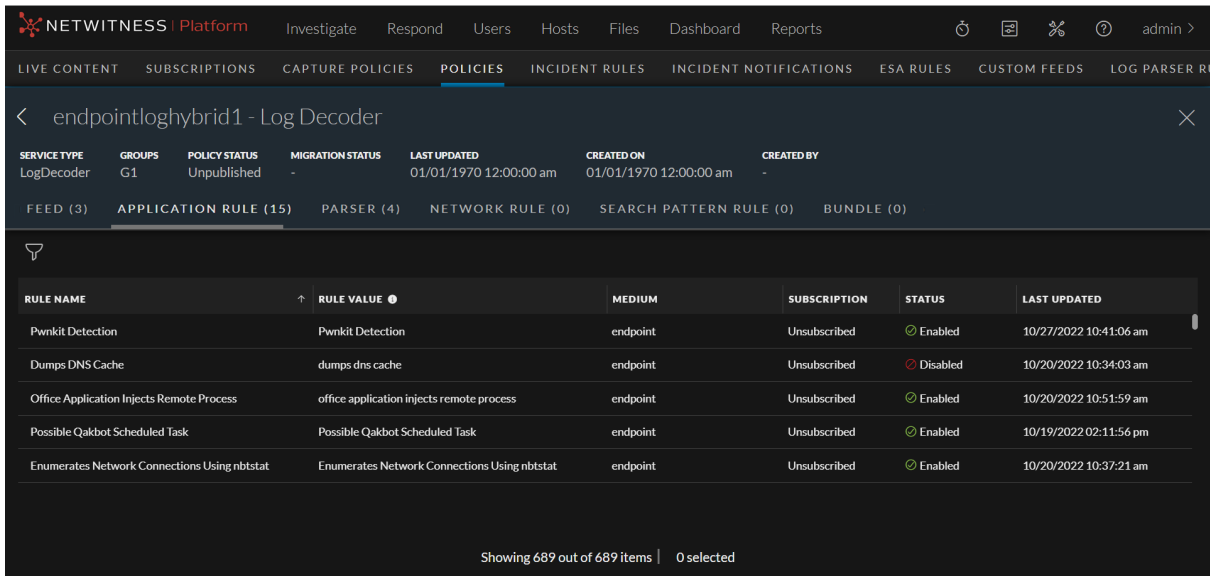 NETWITNESS | Platform Investigate Respond Users Hosts Files Dashboard Reports admin >
LIVE CONTENT SUBSCRIPTIONS CAPTURE POLICIES POLICIES INCIDENT RULES INCIDENT NOTIFICATIONS ESA RULES CUSTOM FEEDS LOG PARSER RU
endpointloghybrid1 - Log Decoder
SERVICE TYPE GROUPS POLICY STATUS MIGRATION STATUS LAST UPDATED CREATED ON CREATED BY
LogDecoder G1 Unpublished - 01/01/1970 12:00:00 am 01/01/1970 12:00:00 am -
FEED (3) APPLICATION RULE (15) PARSER (4) NETWORK RULE (0) SEARCH PATTERN RULE (0) BUNDLE (0)
RULE NAME ↑ RULE VALUE MEDIUM SUBSCRIPTION STATUS LAST UPDATED
Pwnkit Detection Pwnkit Detection endpoint Unsubscribed Enabled 10/27/2022 10:41:06 am
Dumps DNS Cache dumps dns cache endpoint Unsubscribed Disabled 10/20/2022 10:34:03 am
Office Application Injects Remote Process office application injects remote process endpoint Unsubscribed Enabled 10/20/2022 10:51:59 am
Possible Qakbot Scheduled Task Possible Qakbot Scheduled Task endpoint Unsubscribed Enabled 10/19/2022 02:11:56 pm
Enumerates Network Connections Using nbtstat Enumerates Network Connections Using nbtstat endpoint Unsubscribed Enabled 10/20/2022 10:37:21 am
Showing 689 out of 689 items | 0 selected